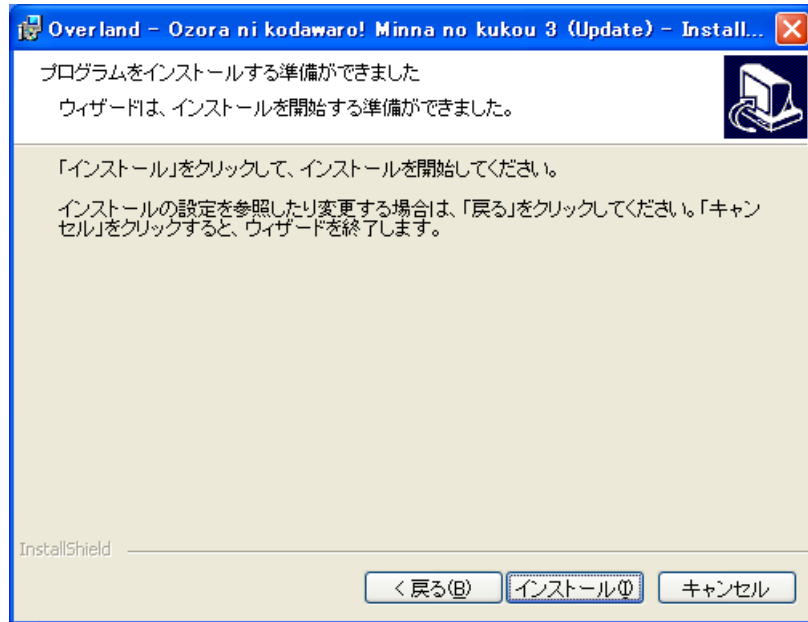 Overland - Ozora ni kodawaro! Minna no kukou 3 (Update) - Install...
プログラムをインストールする準備ができました
ウィザードは、インストールを開始する準備ができました。
「インストール」をクリックして、インストールを開始してください。
インストールの設定を参照したり変更する場合は、「戻る」をクリックしてください。「キャン
セル」をクリックすると、ウィザードを終了します。
InstallShield
< 戻る(B)
インストール(I)
キャンセル